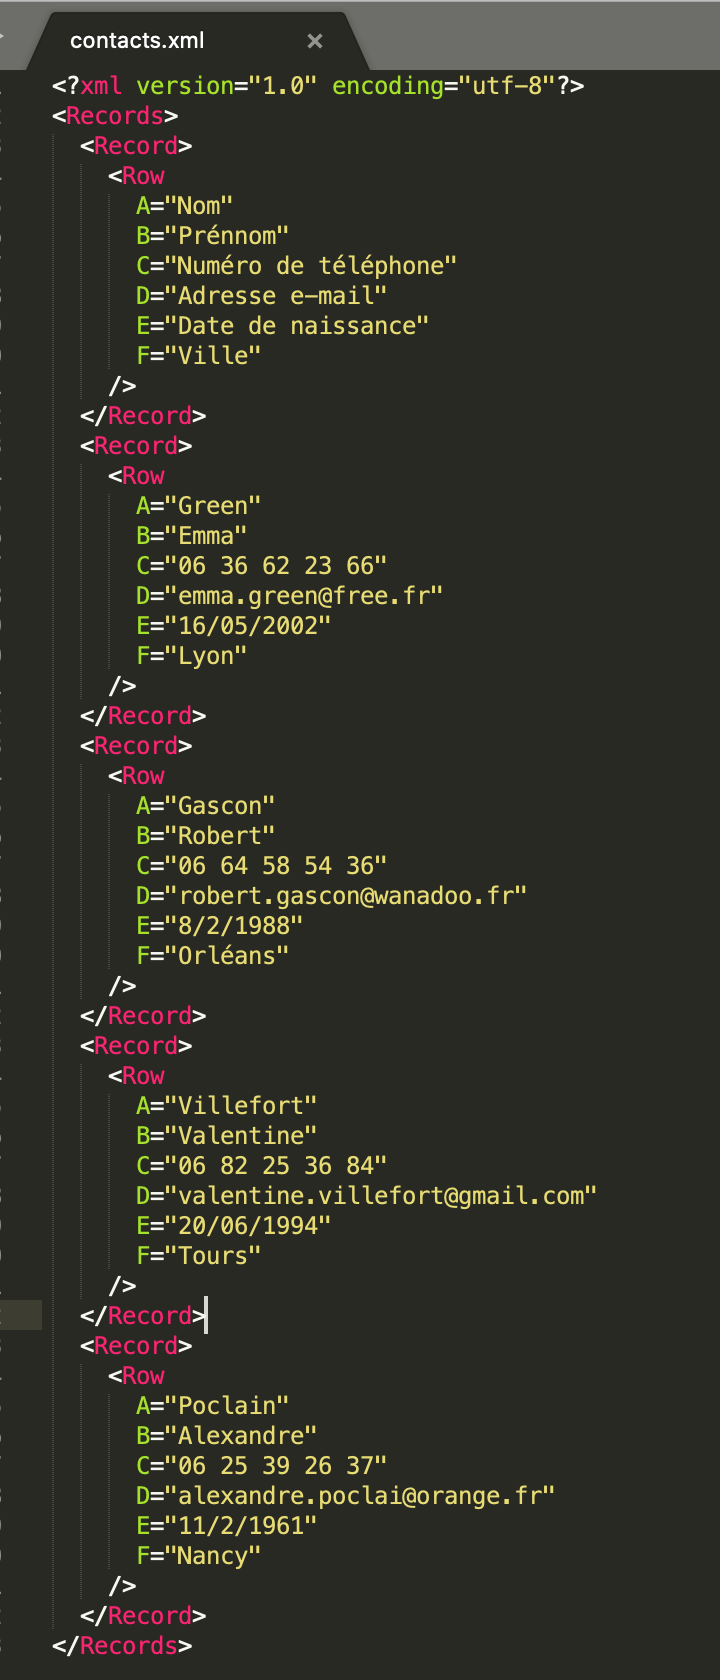 contacts.xml
<?xml version="1.0" encoding="utf-8"?>
<Records>
<Record>
<Row
A="Nom"
B="Prénnom"
C="Numéro de téléphone"
D="Adresse e-mail"
E="Date de naissance"
F="Ville"
/>
</Record>
<Record>
<Row
A="Green"
B="Emma"
C="06 36 62 23 66"
D="emma.green@free.fr"
E="16/05/2002"
F="Lyon"
/>
</Record>
<Record>
<Row
A="Gascon"
B="Robert"
C="06 64 58 54 36"
D="robert.gascon@wanadoo.fr"
E="8/2/1988"
F="Orléans"
/>
</Record>
<Record>
<Row
A="Villefort"
B="Valentine"
C="06 82 25 36 84"
D="valentine.villefort@gmail.com"
E="20/06/1994"
F="Tours"
/>
</Record>
<Record>
<Row
A="Poclain"
B="Alexandre"
C="06 25 39 26 37"
D="alexandre.poclai@orange.fr"
E="11/2/1961"
F="Nancy"
/>
</Record>
</Records>